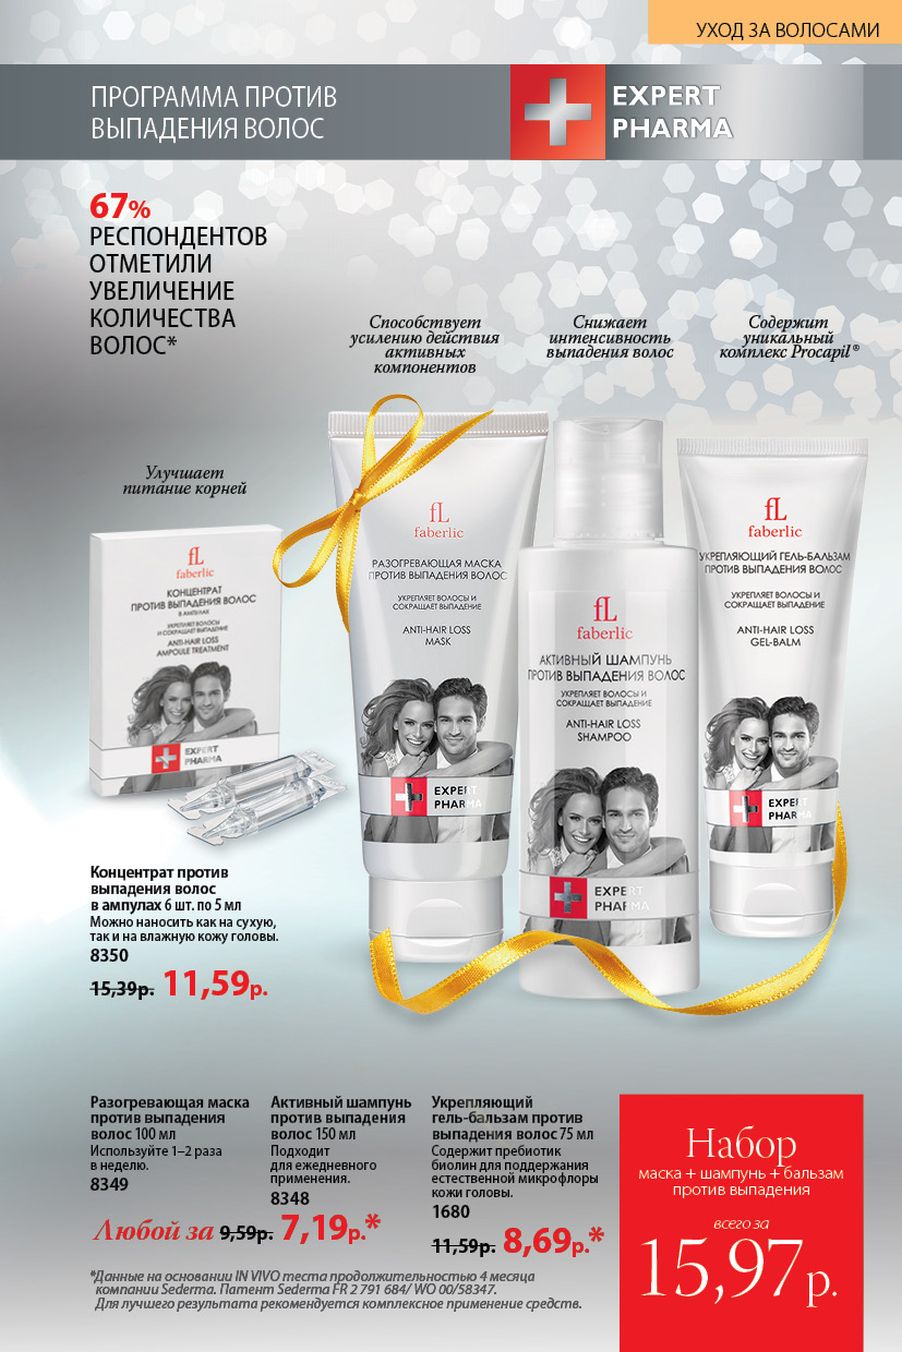 УХОД ЗА ВОЛОСАМИ
ПРОГРАММА ПРОТИВ
ВЫПАДЕНИЯ ВОЛОС
EXPERT
PHARMA
67%
РЕСПОНДЕНТОВ
ОТМЕТИЛИ
УВЕЛИЧЕНИЕ
КОЛИЧЕСТВА
ВОЛОС*
Способствует
усилению действия
активных
компонентов
Снижает
интенсивность
выпадения волос
Содержит
уникальный
комплекс Procapil®
Улучшает
питание корней
fL
faberlic
КОНЦЕНТРАТ
ПРОТИВ ВЫПАДЕНИЯ ВОЛОС
В АМПУЛАХ
УКРЕПЛЯЕТ ВОЛОСЫ
И СОКРАЩАЕТ ВЫПАДЕНИЕ
ANTI-HAIR LOSS
AMPOULE TREATMENT
EXPERT
PHARMA
fL
faberlic
РАЗОГРЕВАЮЩАЯ МАСКА
ПРОТИВ ВЫПАДЕНИЯ ВОЛОС
УКРЕПЛЯЕТ ВОЛОСЫ И
СОКРАЩАЕТ ВЫПАДЕНИЕ
ANTI-HAIR LOSS
MASK
EXPERT
PHARMA
fL
faberlic
АКТИВНЫЙ ШАМПУНЬ
ПРОТИВ ВЫПАДЕНИЯ ВОЛОС
УКРЕПЛЯЕТ ВОЛОСЫ И
СОКРАЩАЕТ ВЫПАДЕНИЕ
ANTI-HAIR LOSS
SHAMPOO
EXPERT
PHARMA
fL
faberlic
УКРЕПЛЯЮЩИЙ ГЕЛЬ-БАЛЬЗАМ
ПРОТИВ ВЫПАДЕНИЯ ВОЛОС
УКРЕПЛЯЕТ ВОЛОСЫ И
СОКРАЩАЕТ ВЫПАДЕНИЕ
ANTI-HAIR LOSS
GEL-BALM
EXPERT
PHARMA
Концентрат против
выпадения волос
в ампулах 6 шт. по 5 мл
Можно наносить как на сухую,
так и на влажную кожу головы.
8350
15,39р. 11,59р.
Разогревающая маска
против выпадения
волос 100 мл
Используйте 1–2 раза
в неделю.
8349
Активный шампунь
против выпадения
волос 150 мл
Подходит
для ежедневного
применения.
8348
Любой за 9,59р. 7,19р.*
Укрепляющий
гель-бальзам против
выпадения волос 75 мл
Содержит пребиотик
биолин для поддержания
естественной микрофлоры
кожи головы.
1680
11,59р. 8,69р.*
Набор
маска + шампунь + бальзам
против выпадения
всего за
15,97 р.
*Данные на основании IN VIVO теста продолжительностью 4 месяца
компании Sederma. Патент Sederma FR 2 791 684/ WO 00/58347.
Для лучшего результата рекомендуется комплексное применение средств.